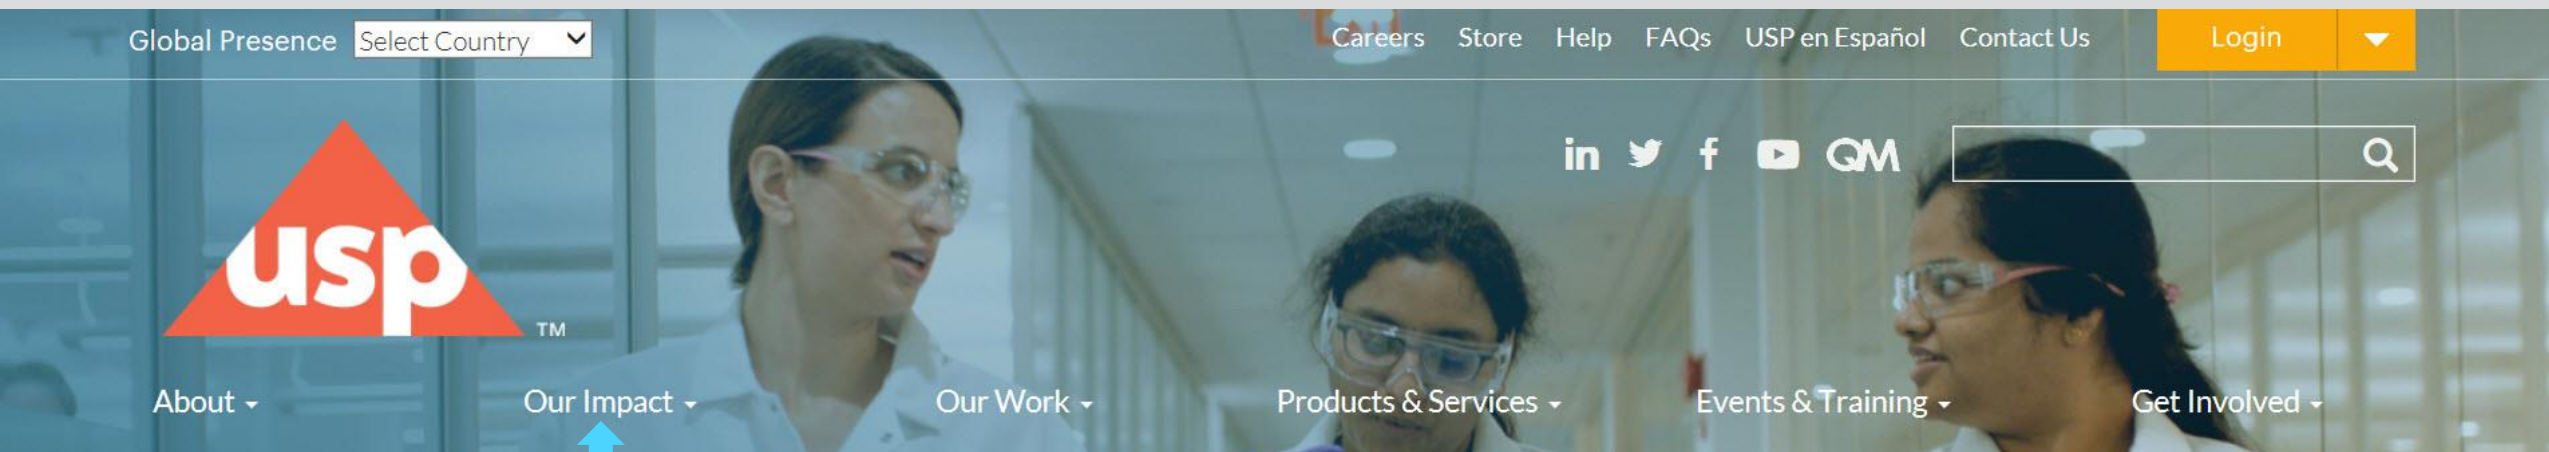 Global Presence Select Country Careers Store Help FAQs USP en Español Contact Us Login
in f QM
usp TM
About Our Impact Our Work Products & Services Events & Training Get Involved